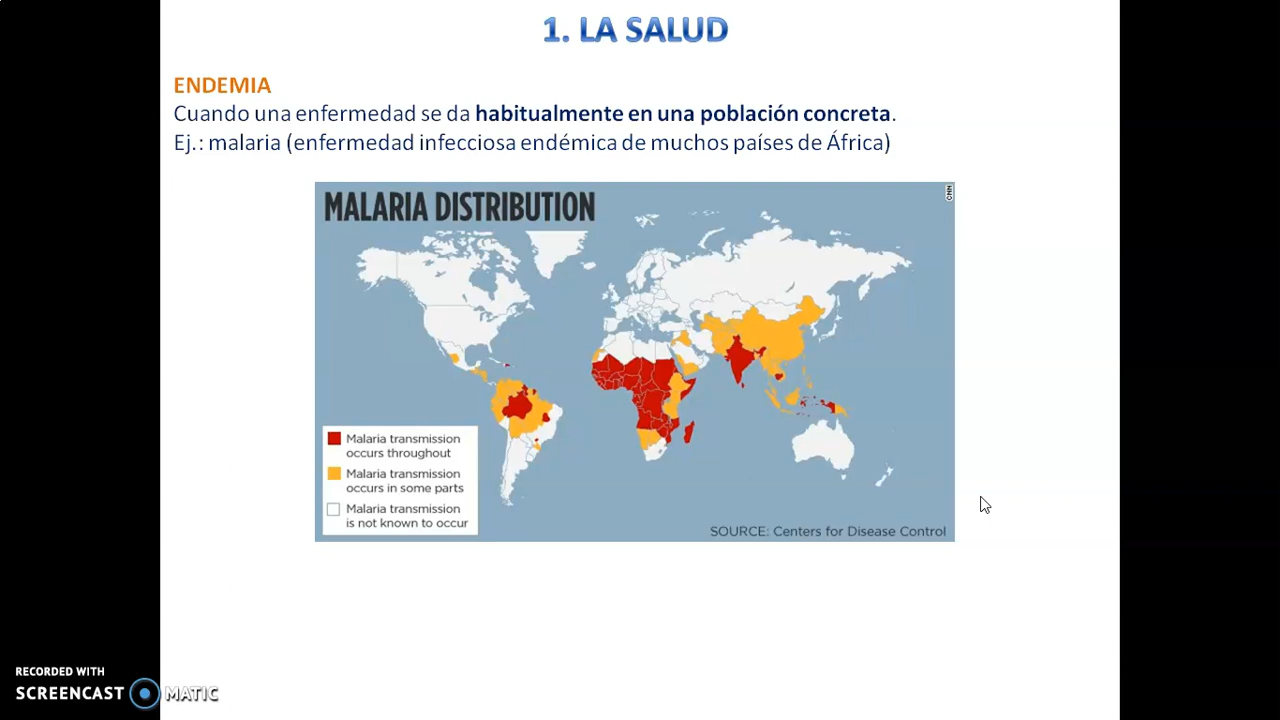 1. LA SALUD
ENDEMIA
Cuando una enfermedad se da habitualmente en una población concreta.
Ej.: malaria (enfermedad infecciosa endémica de muchos países de África)
MALARIA DISTRIBUTION
CNN
Malaria transmission
occurs throughout
Malaria transmission
occurs in some parts
Malaria transmission
is not known to occur
SOURCE: Centers for Disease Control
RECORDED WITH
SCREENCAST MATIC